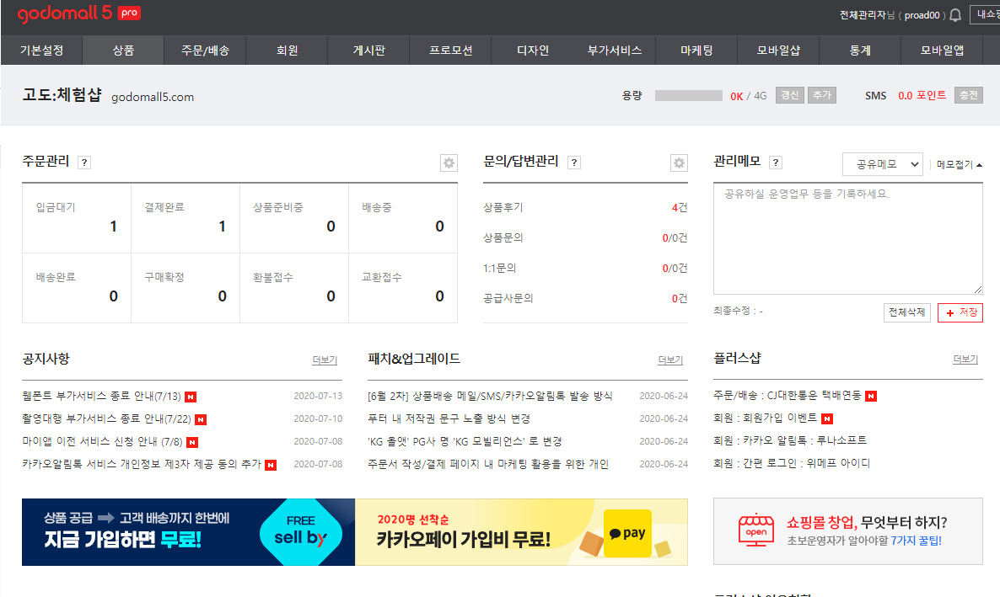 godomall 5 pro
전체관리자님 ( proad00 ) 내쇼핑
기본설정 상품 주문/배송 회원 게시판 프로모션 디자인 부가서비스 마케팅 모바일샵 통계 모바일앱
고도:체험샵 godomall5.com 용량 0K / 4G 갱신 추가 SMS 0.0 포인트 충전
주문관리 ?
입금대기 1 결제완료 1 상품준비중 0 배송중 0
배송완료 0 구매확정 0 환불접수 0 교환접수 0
문의/답변관리 ?
상품후기 4건
상품문의 0/0건
1:1문의 0/0건
공급사문의 0건
관리메모 ? 공유메모 메모접기
공유하실 운영업무 등을 기록하세요.
최종수정 : - 전체삭제 + 저장
공지사항 더보기
웹폰트 부가서비스 종료 안내(7/13) N 2020-07-13
촬영대행 부가서비스 종료 안내(7/22) N 2020-07-10
마이앱 이전 서비스 신청 안내 (7/8) N 2020-07-08
카카오알림톡 서비스 개인정보 제3자 제공 동의 추가 N 2020-07-08
패치&업그레이드 더보기
[6월 2차] 상품배송 메일/SMS/카카오알림톡 발송 방식 2020-06-24
푸터 내 저작권 문구 노출 방식 변경 2020-06-24
'KG 올앳' PG사 명 'KG 모빌리언스' 로 변경 2020-06-24
주문서 작성/결제 페이지 내 마케팅 활용을 위한 개인 2020-06-24
플러스샵 더보기
주문/배송 : CJ대한통운 택배연동 N
회원 : 회원가입 이벤트 N
회원 : 카카오 알림톡 : 루나소프트
회원 : 간편 로그인 : 위메프 아이디
상품 공급 ➡ 고객 배송까지 한번에
지금 가입하면 무료!
FREE
sell by
2020명 선착순
카카오페이 가입비 무료!
pay
open
쇼핑몰 창업, 무엇부터 하지?
초보운영자가 알아야할 7가지 꿀팁!